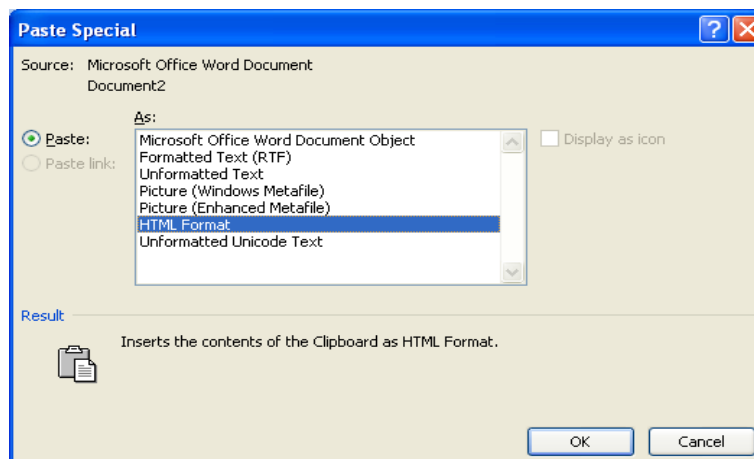 Paste Special
Source: Microsoft Office Word Document
Document2
As:
Paste:
Paste link:
Microsoft Office Word Document Object
Formatted Text (RTF)
Unformatted Text
Picture (Windows Metafile)
Picture (Enhanced Metafile)
HTML Format
Unformatted Unicode Text
Display as icon
Result
Inserts the contents of the Clipboard as HTML Format.
OK Cancel